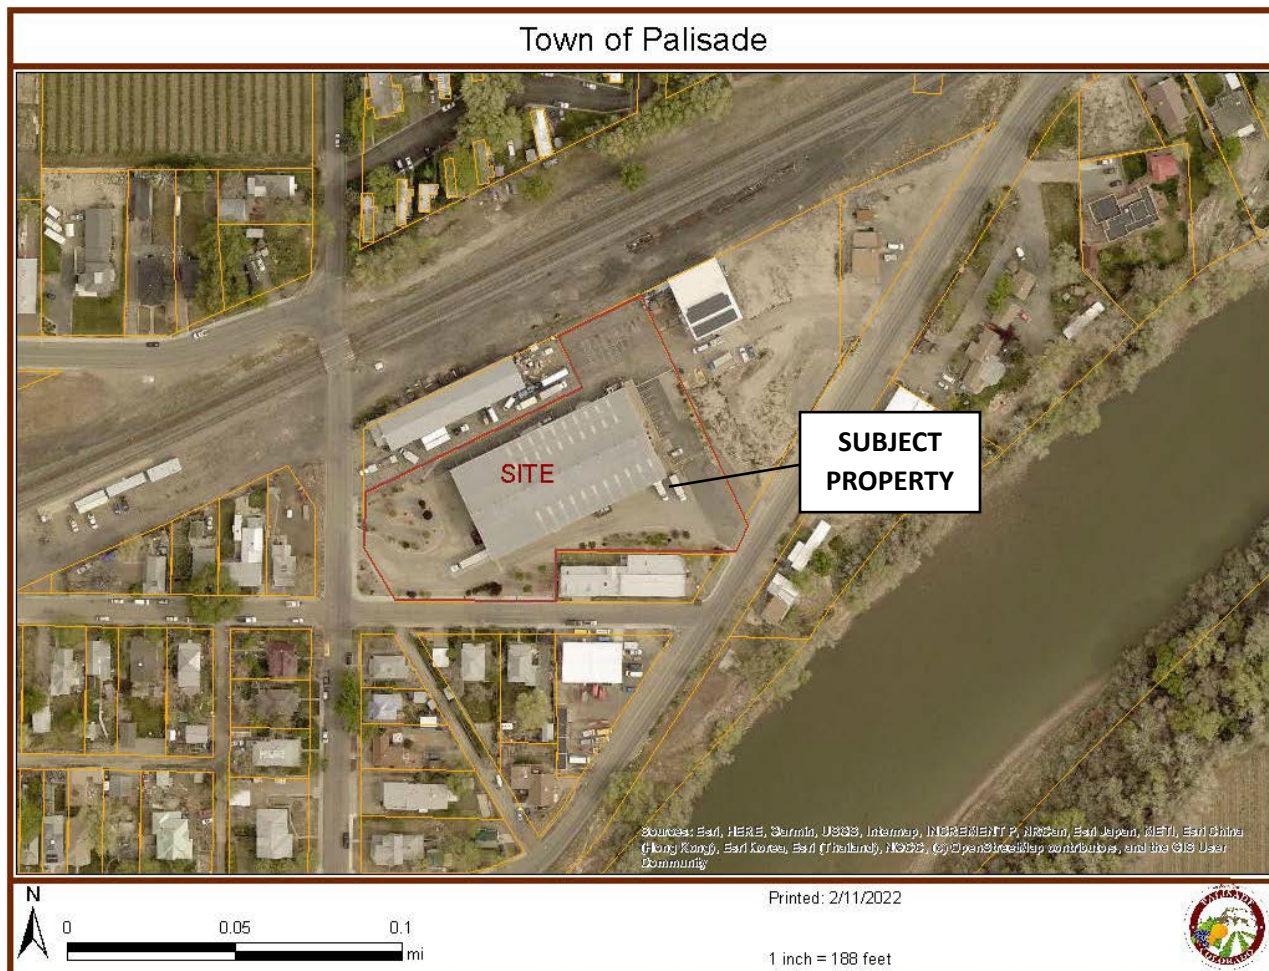 Town of Palisade
SITE
SUBJECT
PROPERTY
Sources: Esri, HERE, Garmin, USGS, Intermap, INCREMENT P, NRCan, Esri Japan, METI, Esri China
(Hong Kong), Esri Korea, Esri (Thailand), NGCC, (c) OpenStreetMap contributors, and the GIS User
Community
N
0 0.05 0.1
mi
Printed: 2/11/2022
1 inch = 188 feet
PALISADE
COLORADO